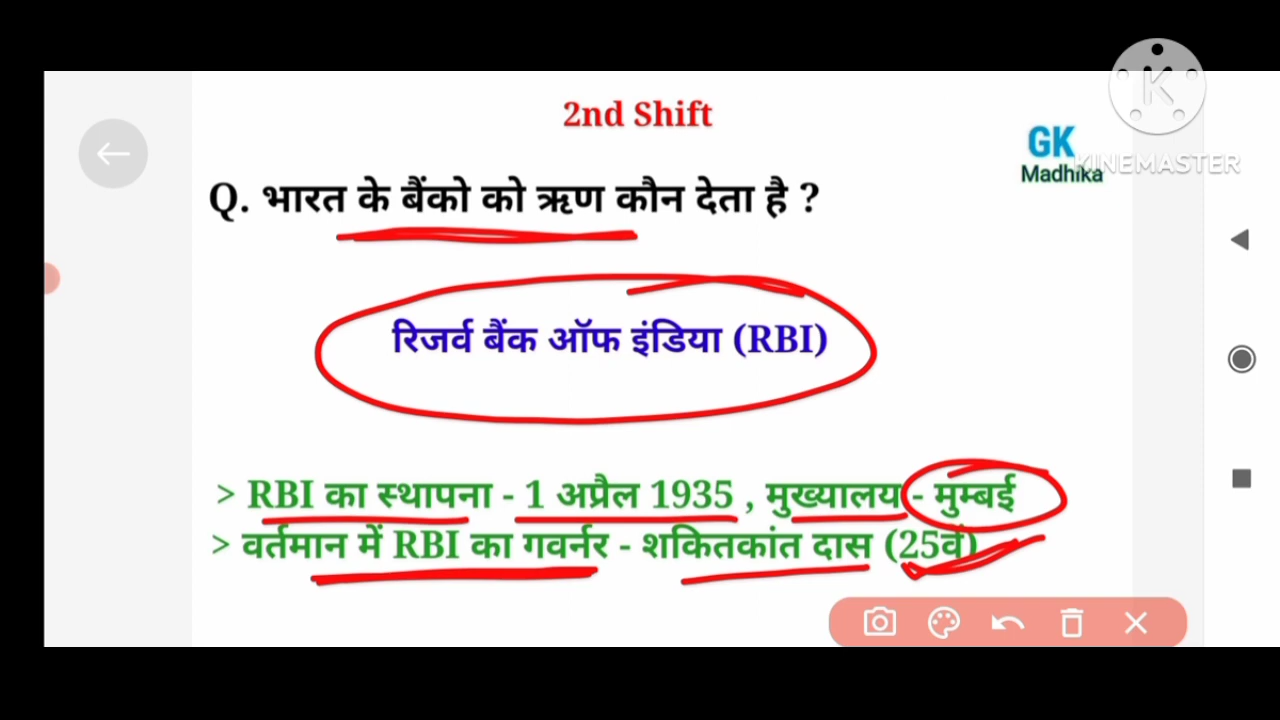 2nd Shift
GK
Madhika
KINEMASTER
Q. भारत के बैंको को ऋण कौन देता है ?
रिजर्व बैंक ऑफ इंडिया (RBI)
> RBI का स्थापना - 1 अप्रैल 1935 , मुख्यालय - मुम्बई
> वर्तमान में RBI का गवर्नर - शकितकांत दास (25वें)